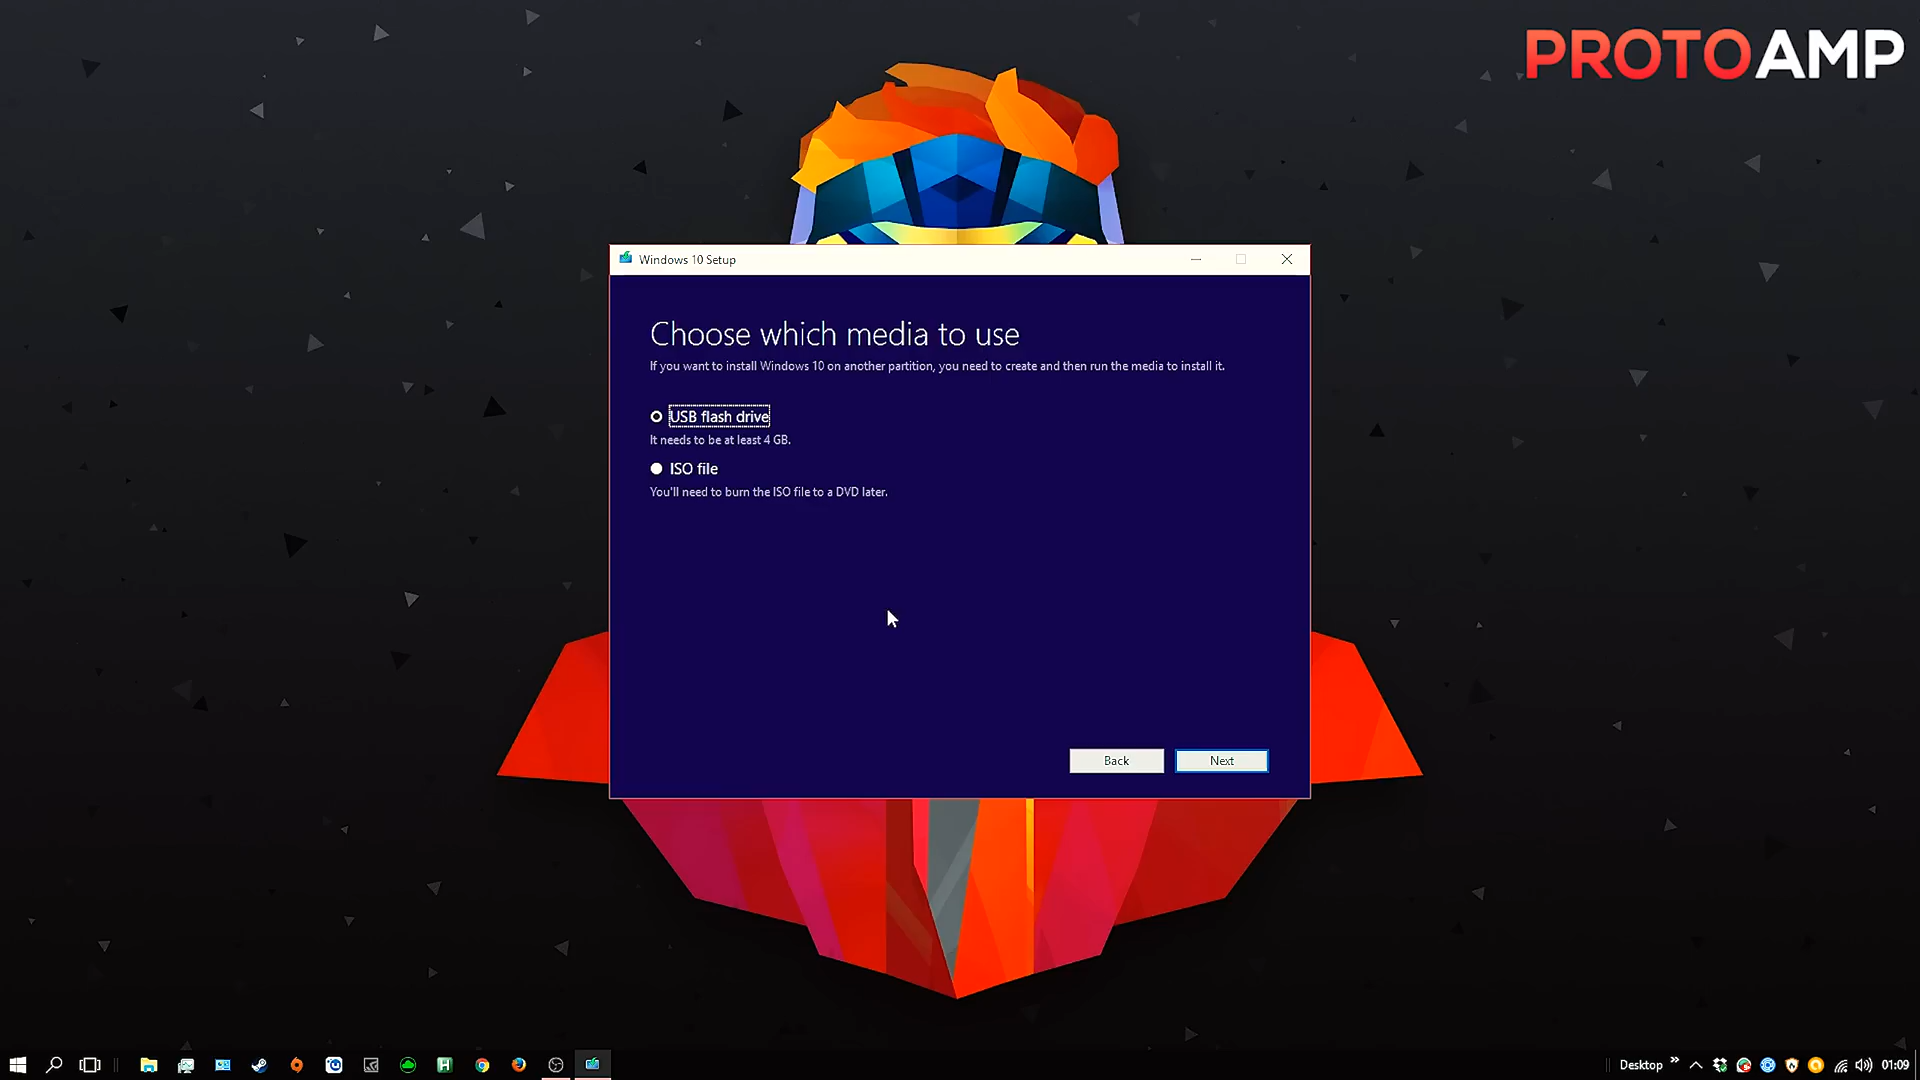 PROTOAMP
Windows 10 Setup
Choose which media to use
If you want to install Windows 10 on another partition, you need to create and then run the media to install it.
USB flash drive
It needs to be at least 4 GB.
ISO file
You'll need to burn the ISO file to a DVD later.
Back
Next
Desktop
01:09